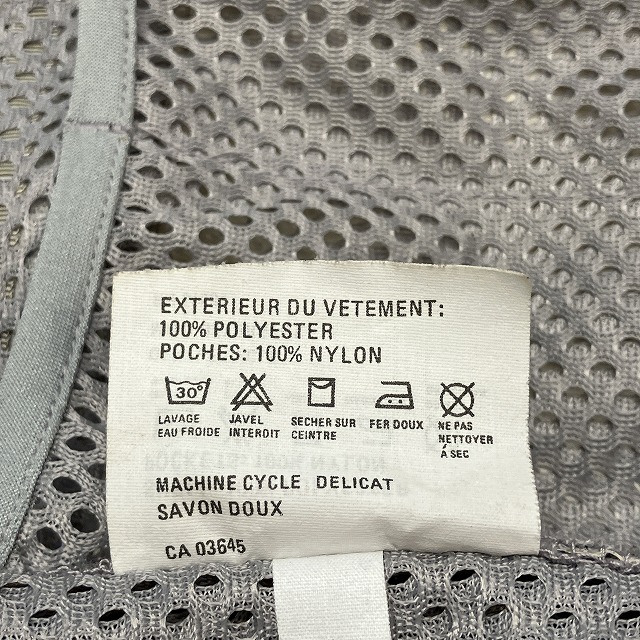 EXTERIEUR DU VETEMENT:
100% POLYESTER
POCHES: 100% NYLON
30°
LAVAGE
EAU FROIDE
JAVEL
INTERDIT
SECHER SUR
CEINTRE
FER DOUX
NE PAS
NETTOYER
À SEC
MACHINE CYCLE DELICAT
SAVON DOUX
CA 03645